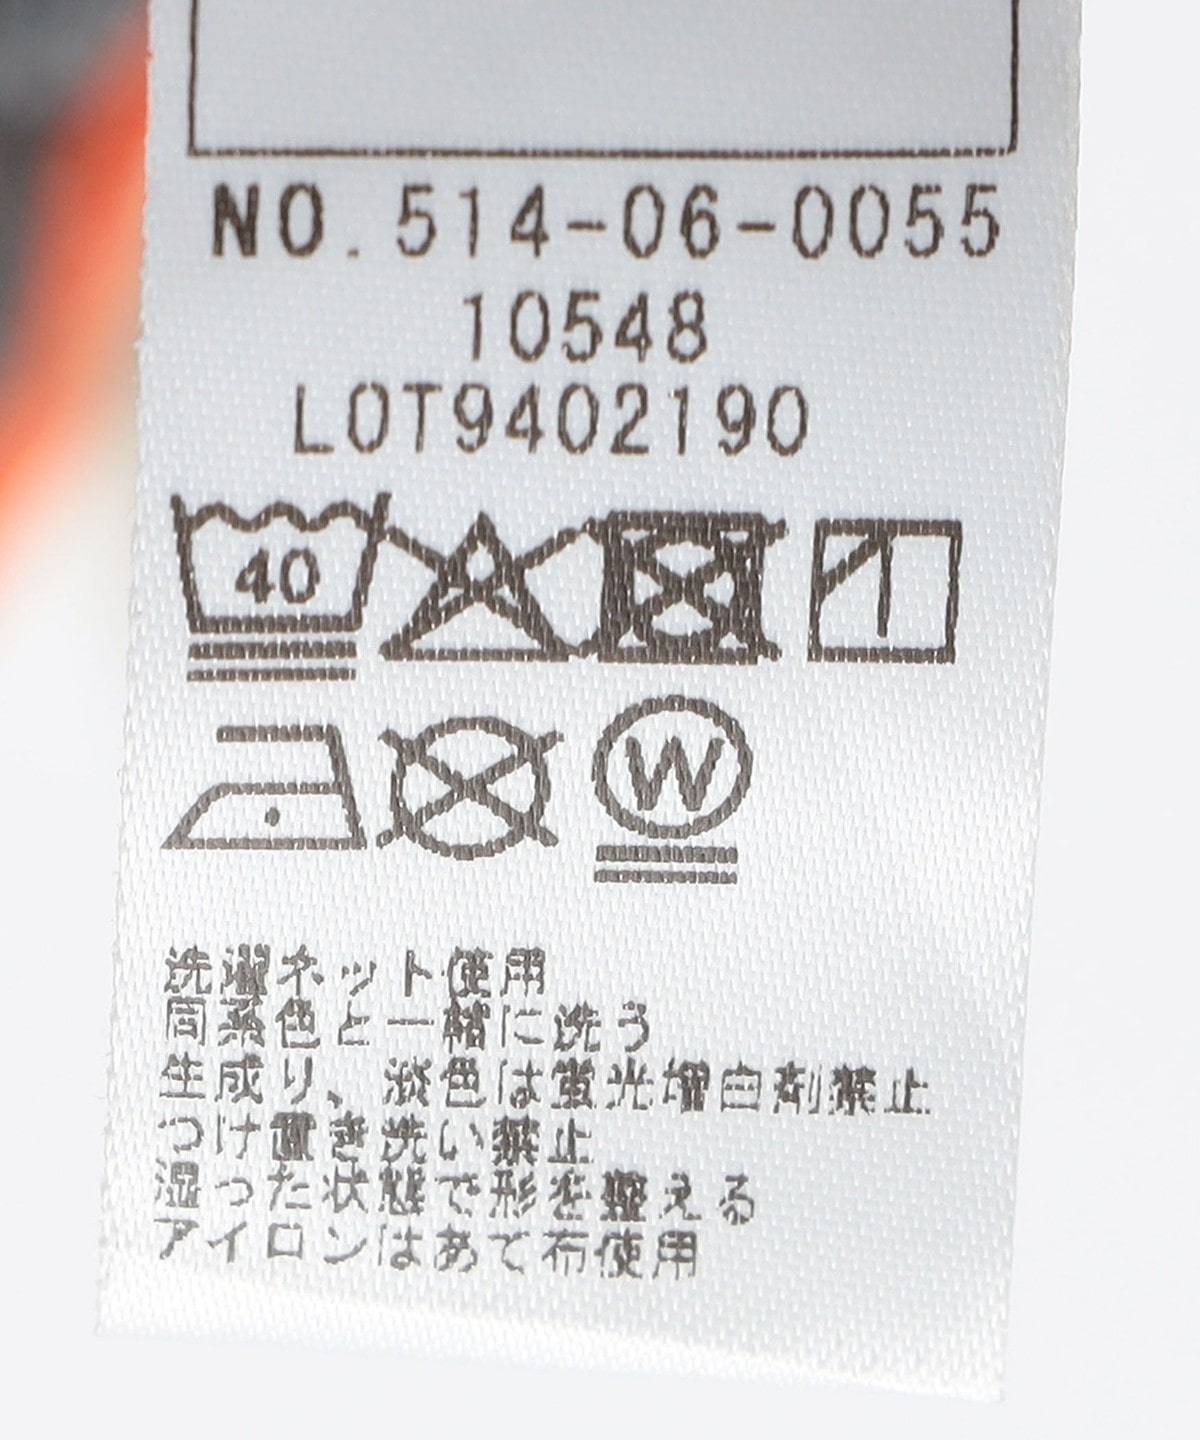 NO. 514-06-0055
10548
LOT9402190
40
W
洗濯ネット使用
同系色と一緒に洗う
生成り、淡色は蛍光増白剤禁止
つけ置き洗い禁止
湿った状態で形を整える
アイロンはあて布使用